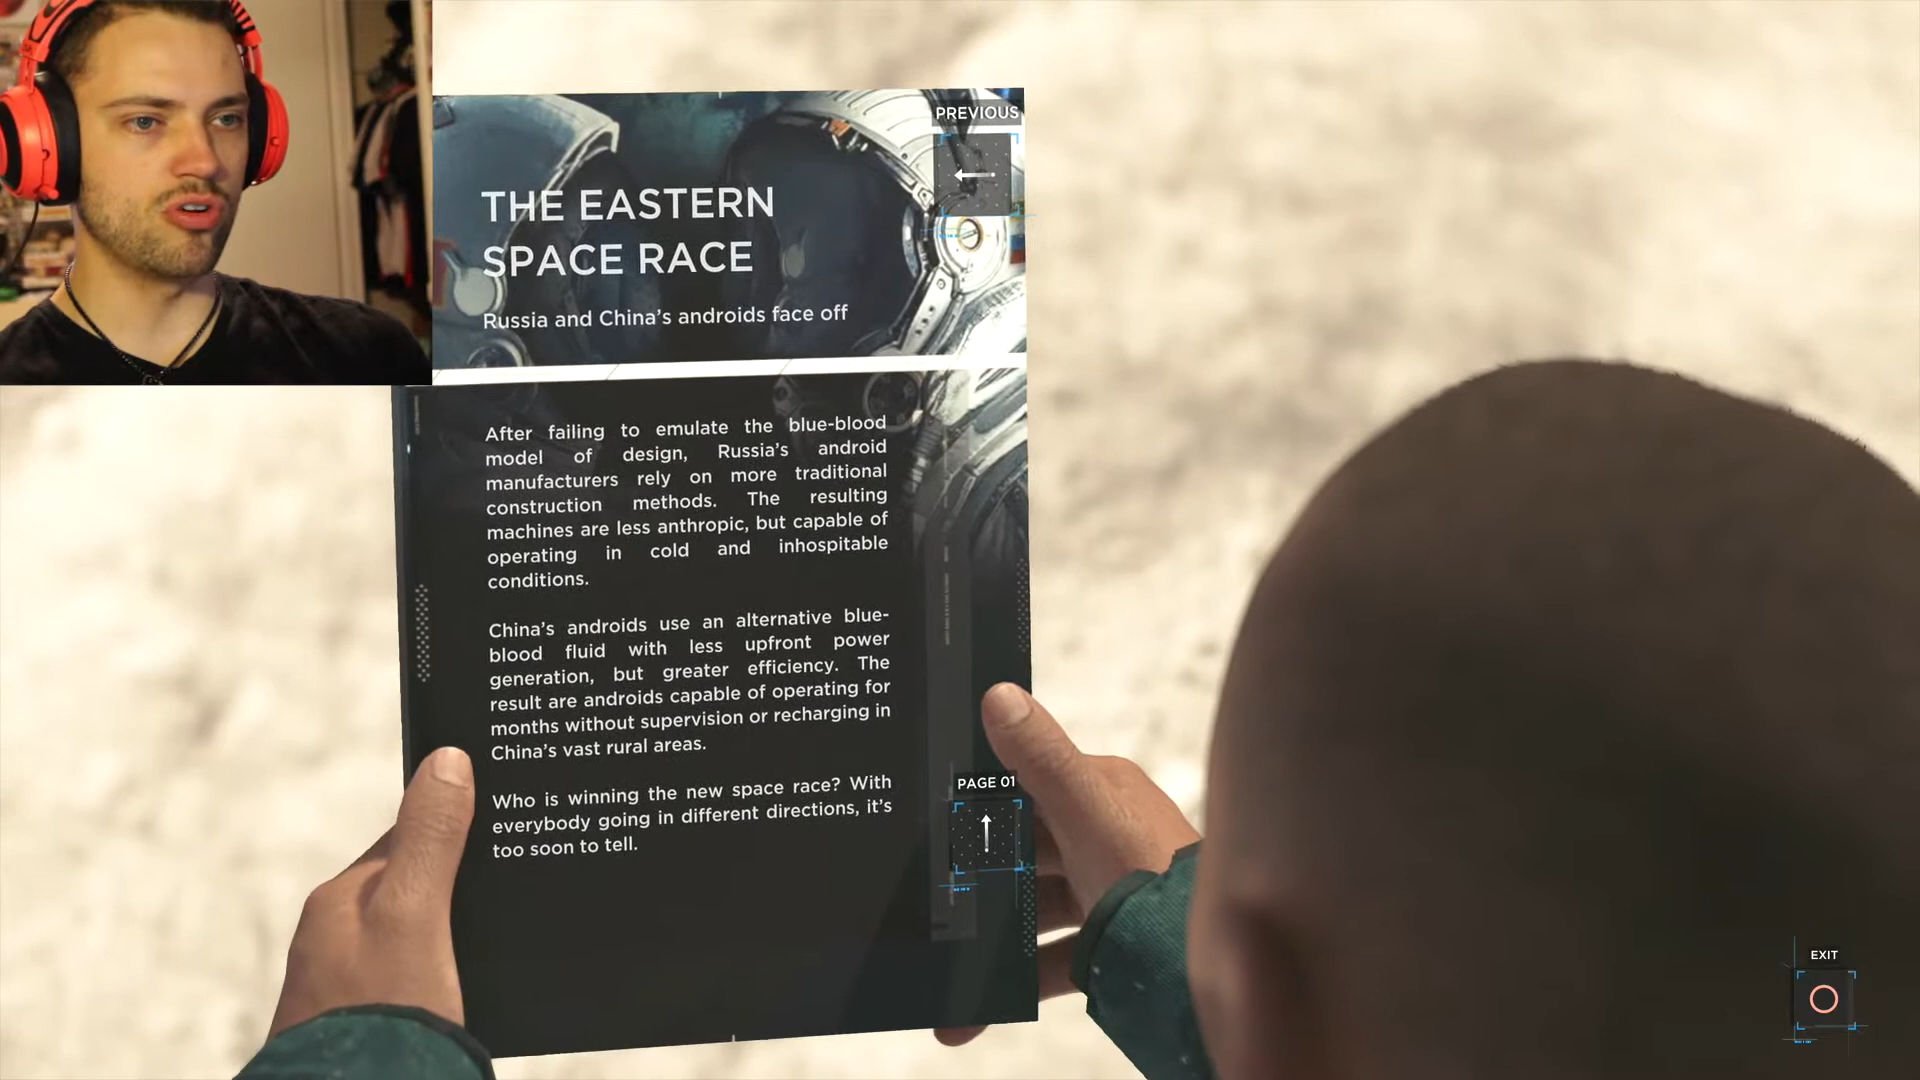 PREVIOUS
THE EASTERN
SPACE RACE
Russia and China's androids face off
After failing to emulate the blue-blood
model of design, Russia's android
manufacturers rely on more traditional
construction methods. The resulting
machines are less anthropic, but capable of
operating in cold and inhospitable
conditions.
China's androids use an alternative blue-
blood fluid with less upfront power
generation, but greater efficiency. The
result are androids capable of operating for
months without supervision or recharging in
China's vast rural areas.
Who is winning the new space race? With
everybody going in different directions, it's
too soon to tell.
PAGE 01
EXIT